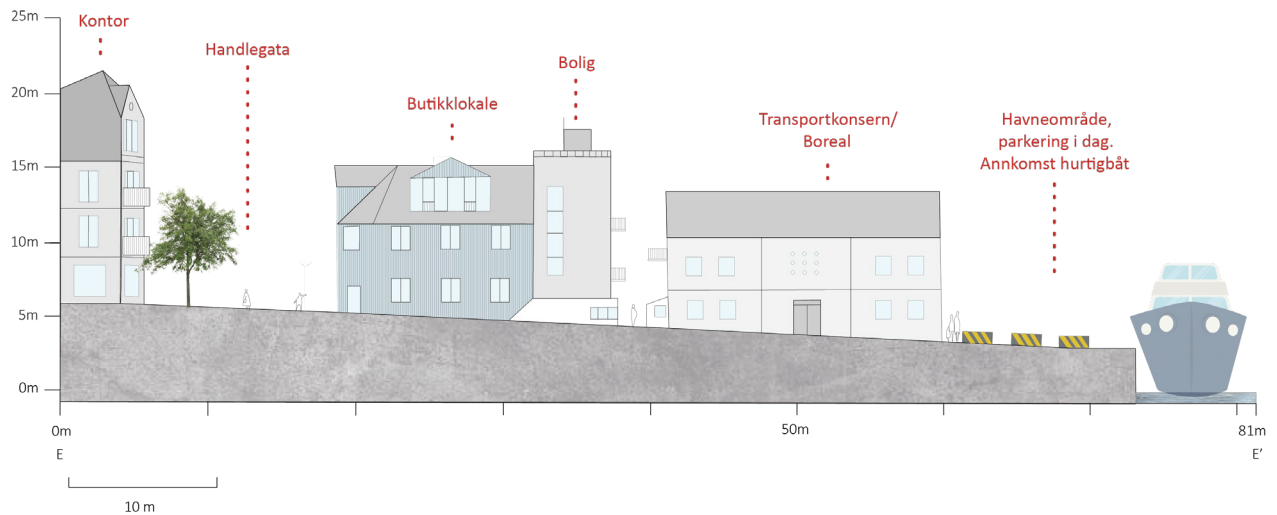 25m
Kontor
Handlegata
Bolig
Butikklokale
Transportkonsern/
Boreal
Havneområde,
parkering i dag.
Annkomst hurtigbåt
20m
15m
10m
5m
0m
0m
50m
81m
E
E'
10 m